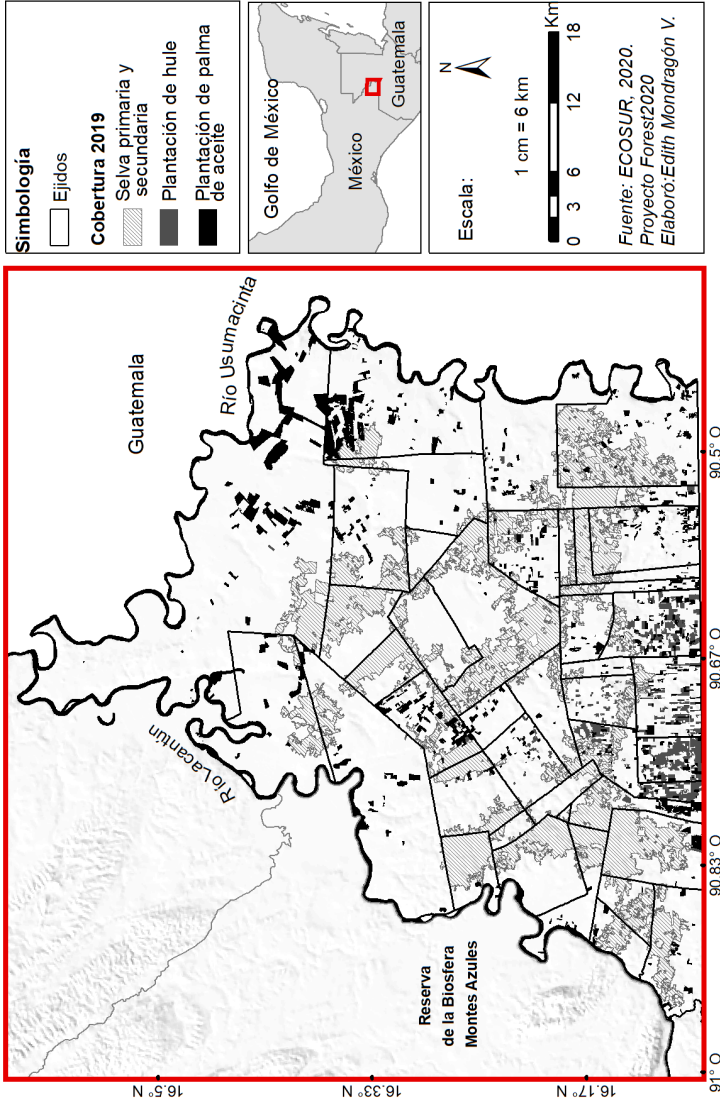 Simbología
Ejidos
Cobertura 2019
Selva primaria y
secundaria
Plantación de hule
Plantación de palma
de aceite
Golfo de México
México
Guatemala
Escala:
N
1 cm = 6 km
0 3 6 12 18
Km
Fuente: ECOSUR, 2020.
Proyecto Forest2020
Elaboró:Edith Mondragón V.
Guatemala
Río Usumacinta
Río Lacantún
Reserva
de la Biosfera
Montes Azules
16.5° N
16.33° N
16.17° N
91° O
90.83° O
90.67° O
90.5° O